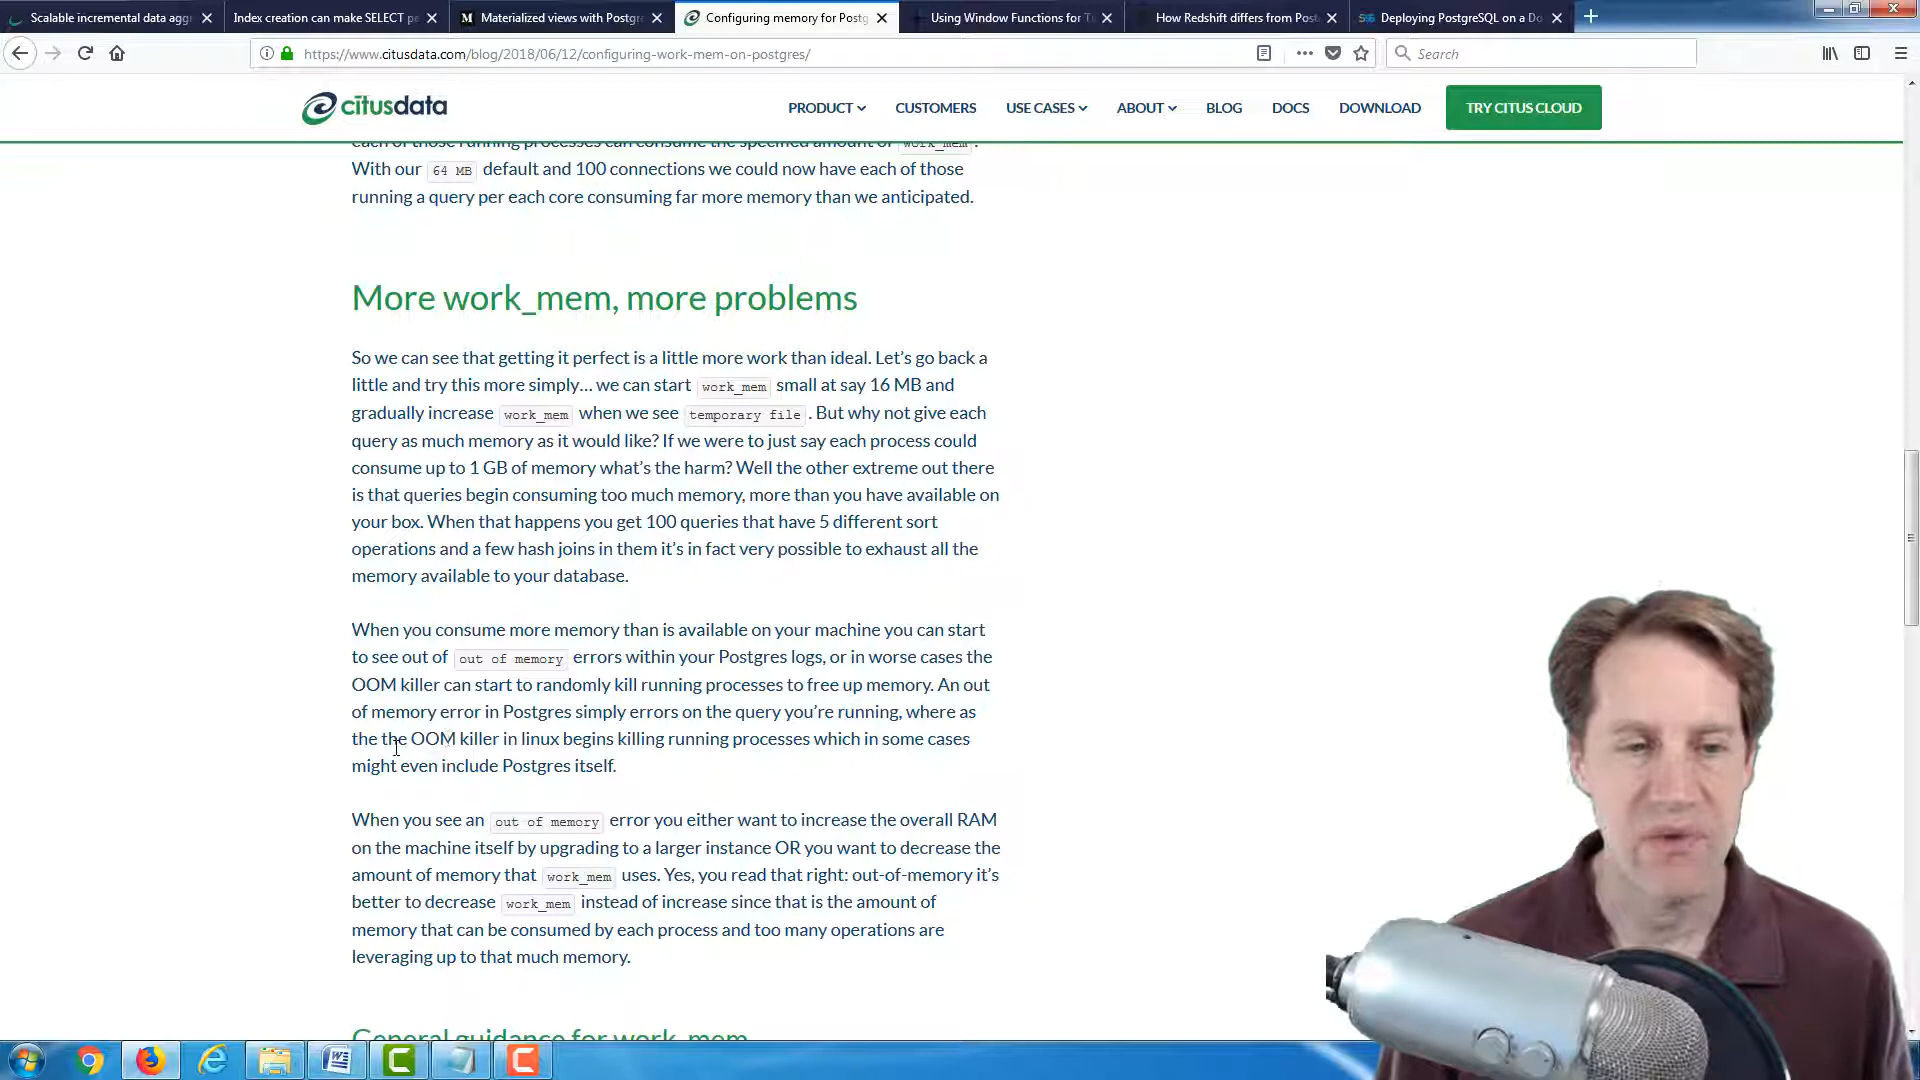 Scalable incremental data aggr
Index creation can make SELECT pe
Materialized views with Postgre
Configuring memory for Postg
Using Window Functions for T
How Redshift differs from Post
Deploying PostgreSQL on a Do
https://www.citusdata.com/blog/2018/06/12/configuring-work-mem-on-postgres/
Search
citusdata
PRODUCT
CUSTOMERS
USE CASES
ABOUT
BLOG
DOCS
DOWNLOAD
TRY CITUS CLOUD
each of those running processes can consume the specified amount of work_mem.
With our 64 MB default and 100 connections we could now have each of those
running a query per each core consuming far more memory than we anticipated.
More work_mem, more problems
So we can see that getting it perfect is a little more work than ideal. Let's go back a
little and try this more simply... we can start work_mem small at say 16 MB and
gradually increase work_mem when we see temporary file. But why not give each
query as much memory as it would like? If we were to just say each process could
consume up to 1 GB of memory what's the harm? Well the other extreme out there
is that queries begin consuming too much memory, more than you have available on
your box. When that happens you get 100 queries that have 5 different sort
operations and a few hash joins in them it's in fact very possible to exhaust all the
memory available to your database.
When you consume more memory than is available on your machine you can start
to see out of out of memory errors within your Postgres logs, or in worse cases the
OOM killer can start to randomly kill running processes to free up memory. An out
of memory error in Postgres simply errors on the query you're running, where as
the the OOM killer in linux begins killing running processes which in some cases
might even include Postgres itself.
When you see an out of memory error you either want to increase the overall RAM
on the machine itself by upgrading to a larger instance OR you want to decrease the
amount of memory that work_mem uses. Yes, you read that right: out-of-memory it's
better to decrease work_mem instead of increase since that is the amount of
memory that can be consumed by each process and too many operations are
leveraging up to that much memory.
General guidance for work_mem